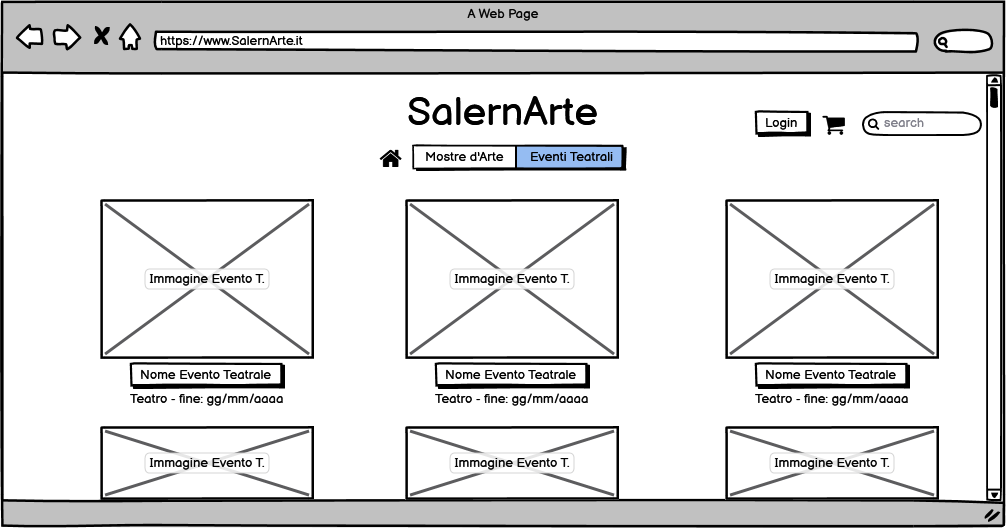 A Web Page
https://www.SalernArte.it
SalernArte
Login
search
Mostre d'Arte
Eventi Teatrali
Immagine Evento T.
Immagine Evento T.
Immagine Evento T.
Nome Evento Teatrale
Nome Evento Teatrale
Nome Evento Teatrale
Teatro - fine: gg/mm/aaaa
Teatro - fine: gg/mm/aaaa
Teatro - fine: gg/mm/aaaa
Immagine Evento T.
Immagine Evento T.
Immagine Evento T.